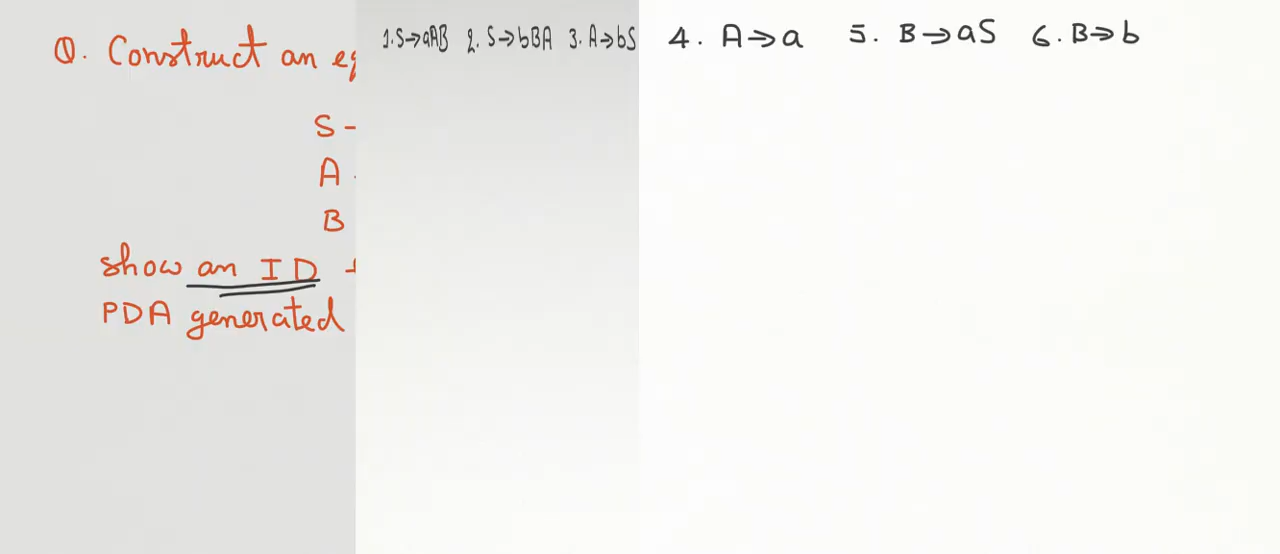 Q. Construct an
S
A
B
show an ID
PDA generated
1. S→aAB 2. S→bBA 3. A→bS 4. A→a 5. B→aS 6. B→b